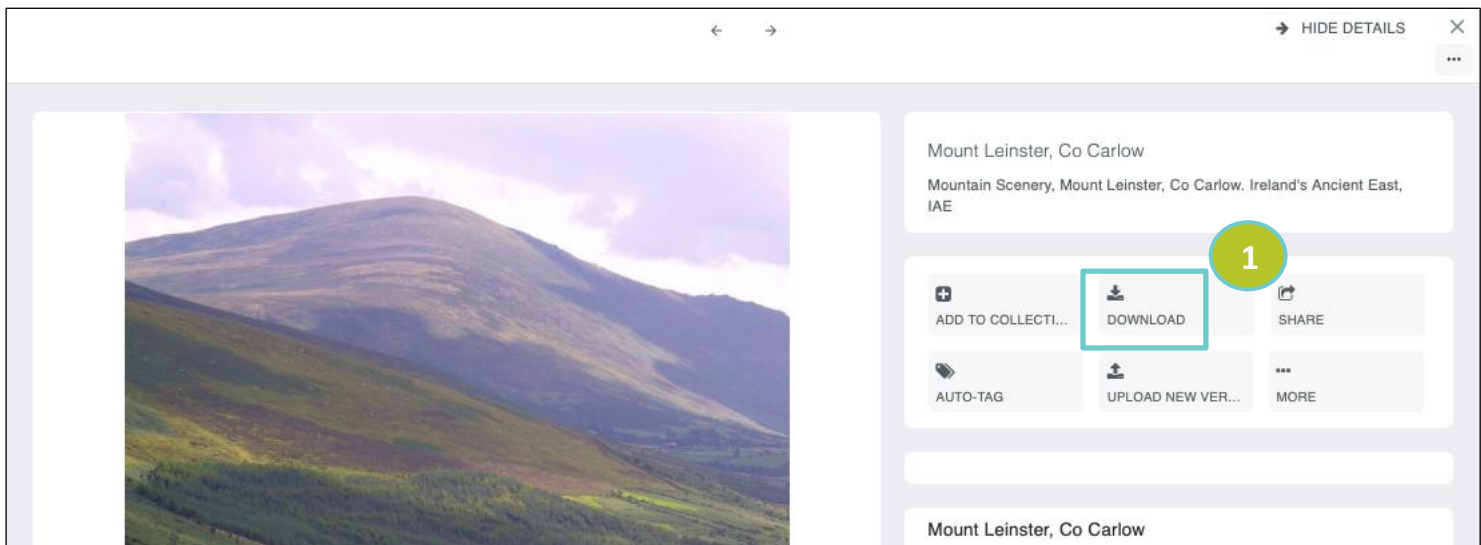 HIDE DETAILS
Mount Leinster, Co Carlow
Mountain Scenery, Mount Leinster, Co Carlow. Ireland's Ancient East,
IAE
1
ADD TO COLLECTI...
DOWNLOAD
SHARE
AUTO-TAG
UPLOAD NEW VER...
MORE
Mount Leinster, Co Carlow